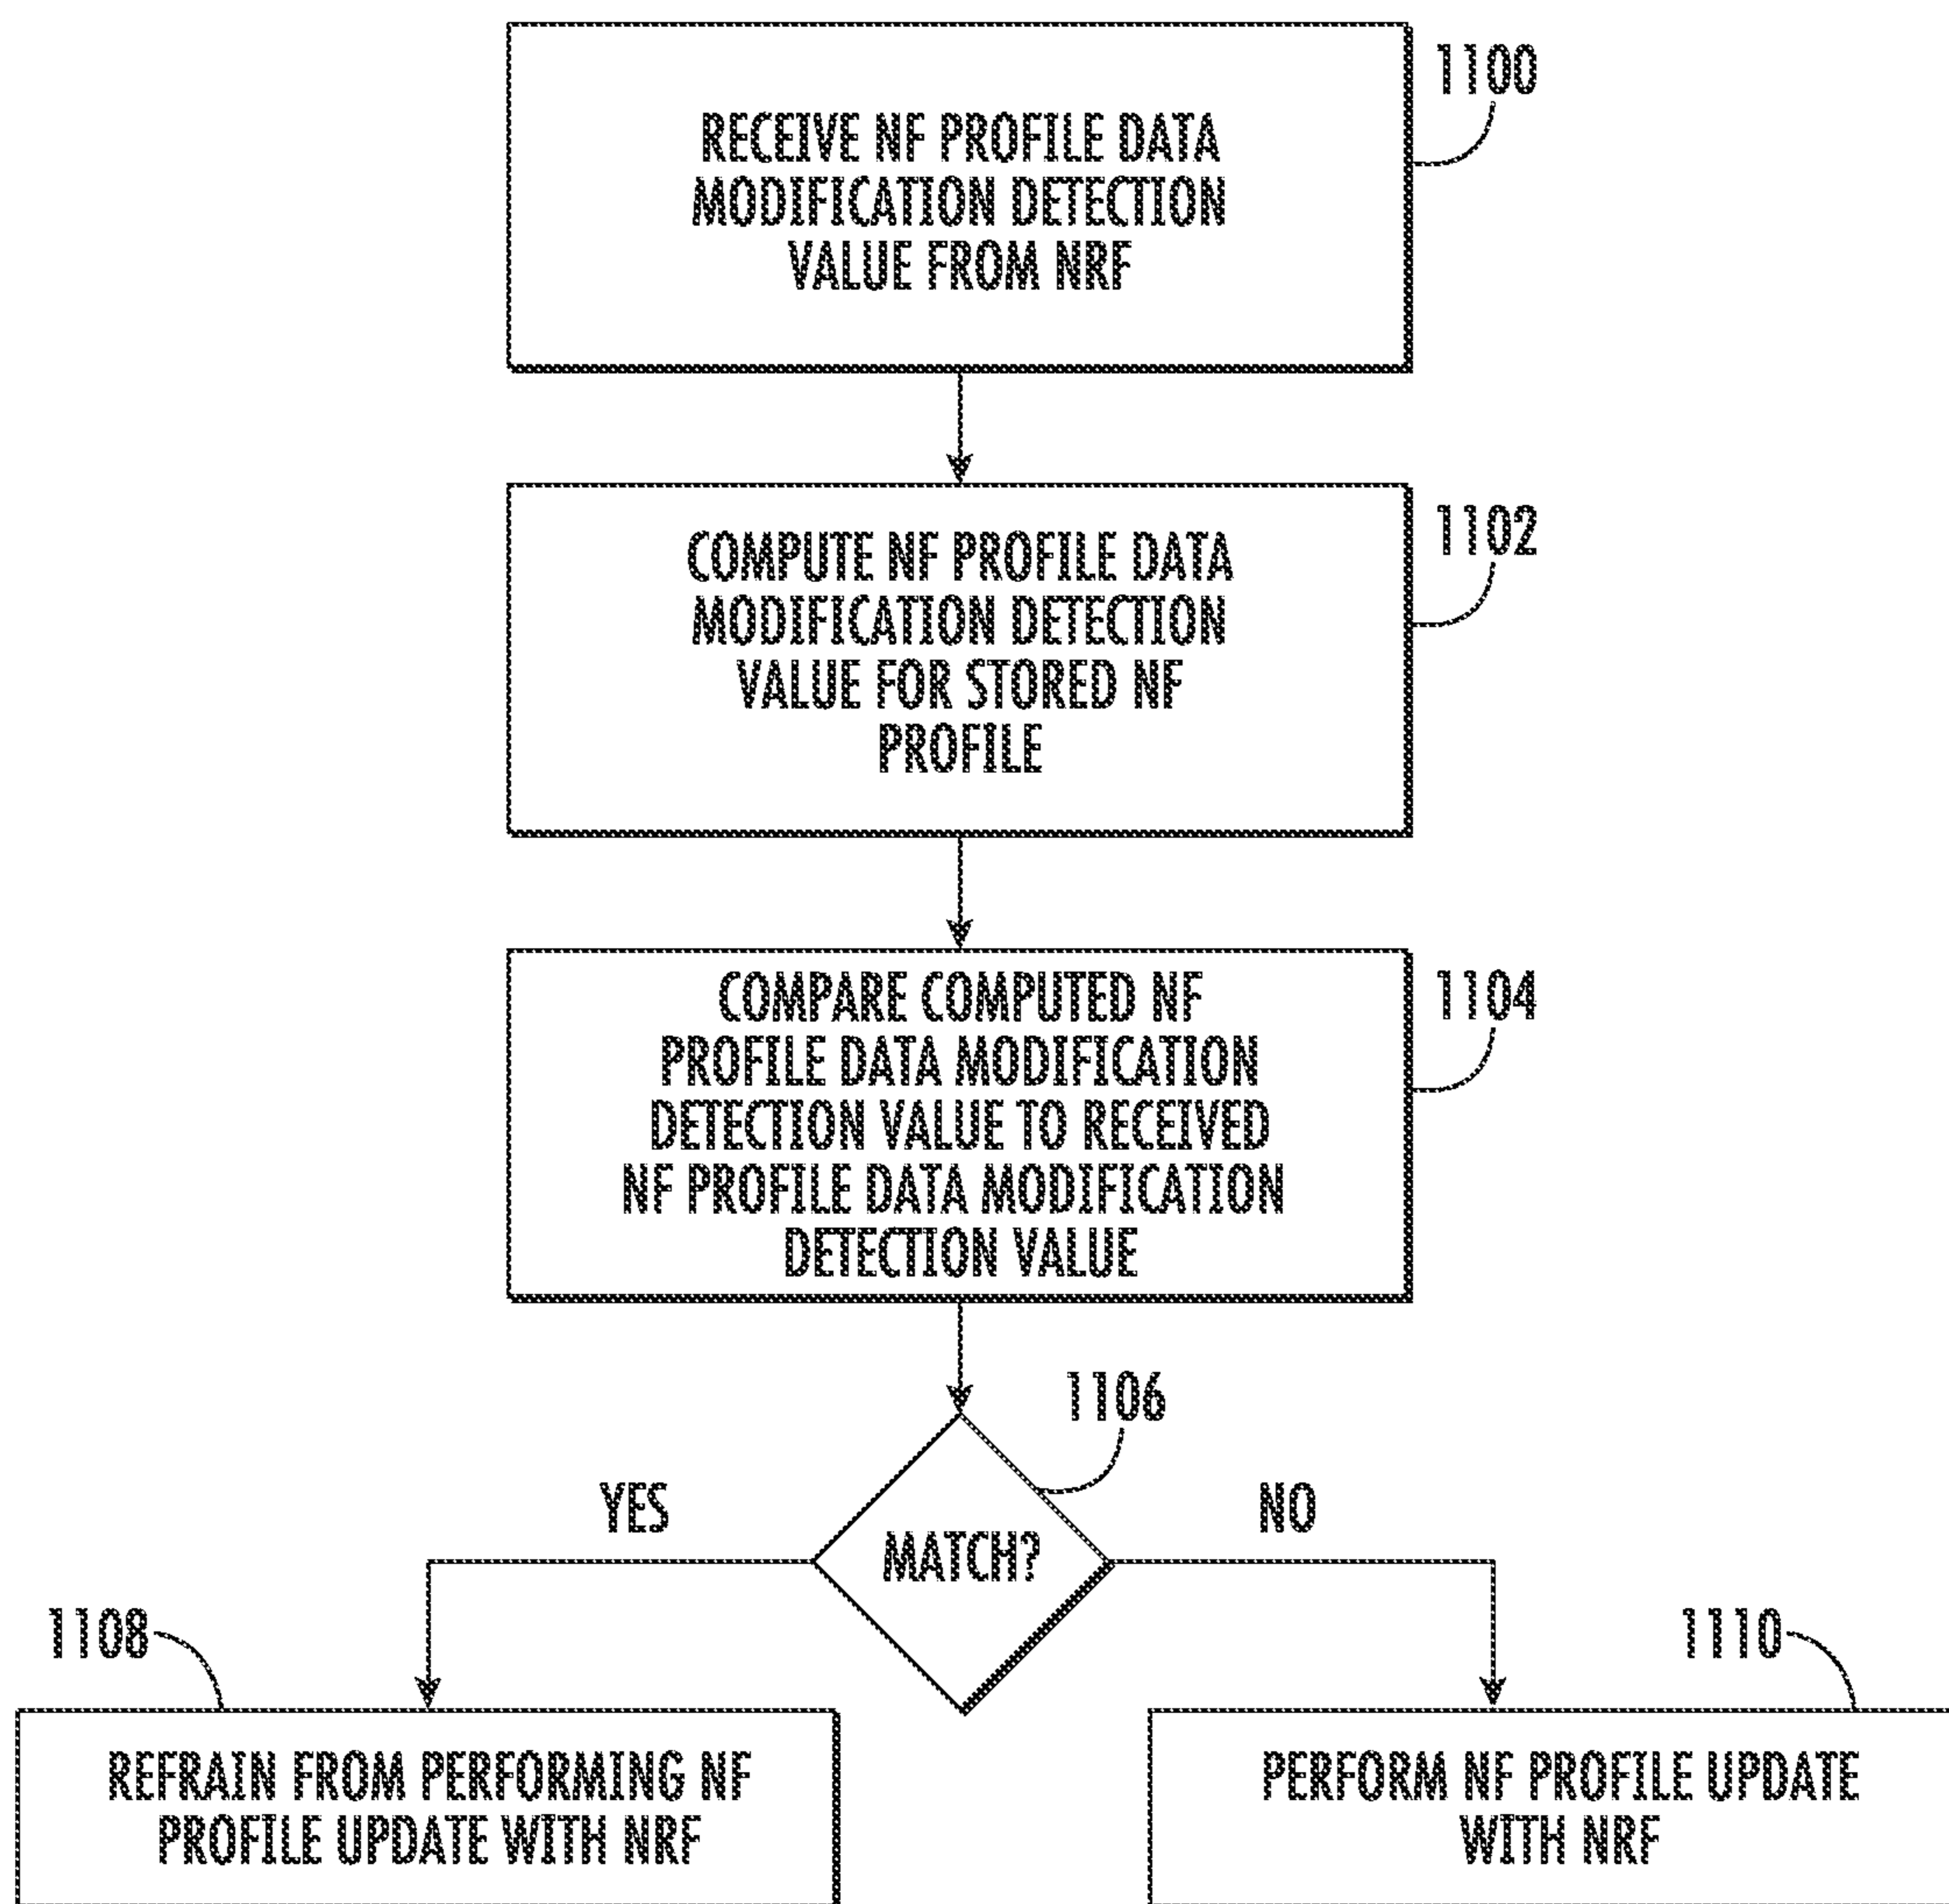 1100
RECEIVE NF PROFILE DATA
MODIFICATION DETECTION
VALUE FROM NRF
1102
COMPUTE NF PROFILE DATA
MODIFICATION DETECTION
VALUE FOR STORED NF
PROFILE
1104
COMPARE COMPUTED NF
PROFILE DATA MODIFICATION
DETECTION VALUE TO RECEIVED
NF PROFILE DATA MODIFICATION
DETECTION VALUE
1106
YES
MATCH?
NO
1108
1110
REFRAIN FROM PERFORMING NF
PROFILE UPDATE WITH NRF
PERFORM NF PROFILE UPDATE
WITH NRF